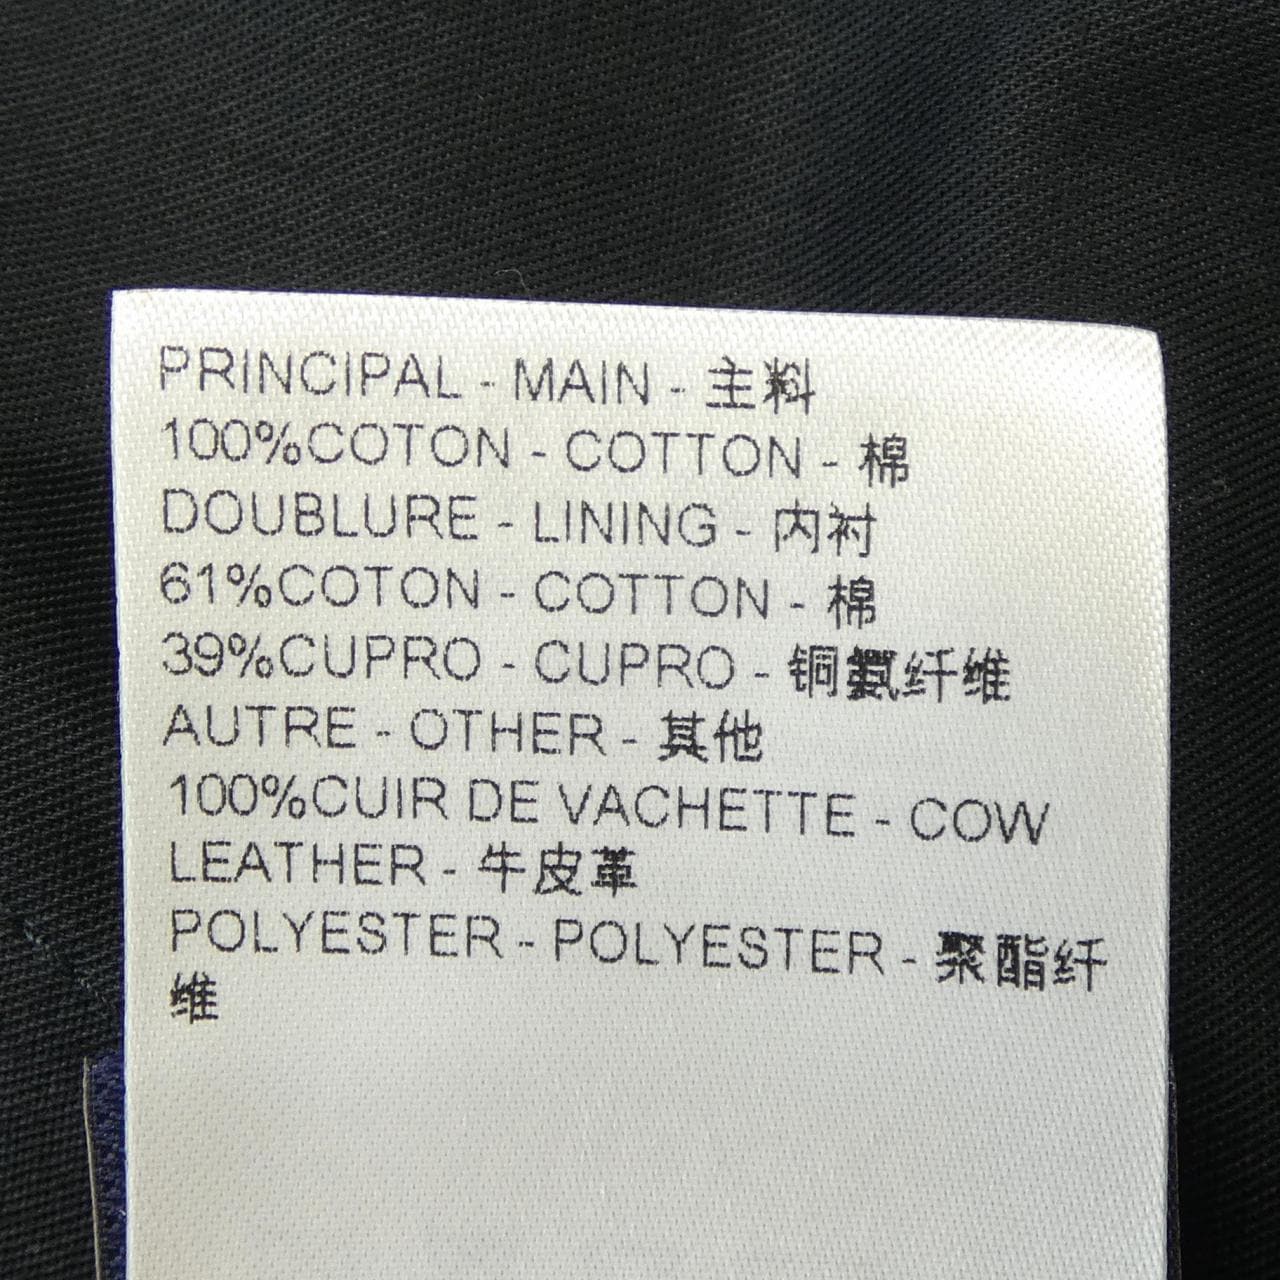 PRINCIPAL - MAIN - 主料
100%COTON - COTTON - 棉
DOUBLURE - LINING - 内衬
61%COTON - COTTON - 棉
39%CUPRO - CUPRO - 铜氨纤维
AUTRE - OTHER - 其他
100%CUIR DE VACHETTE - COW
LEATHER - 牛皮革
POLYESTER - POLYESTER - 聚酯纤
维